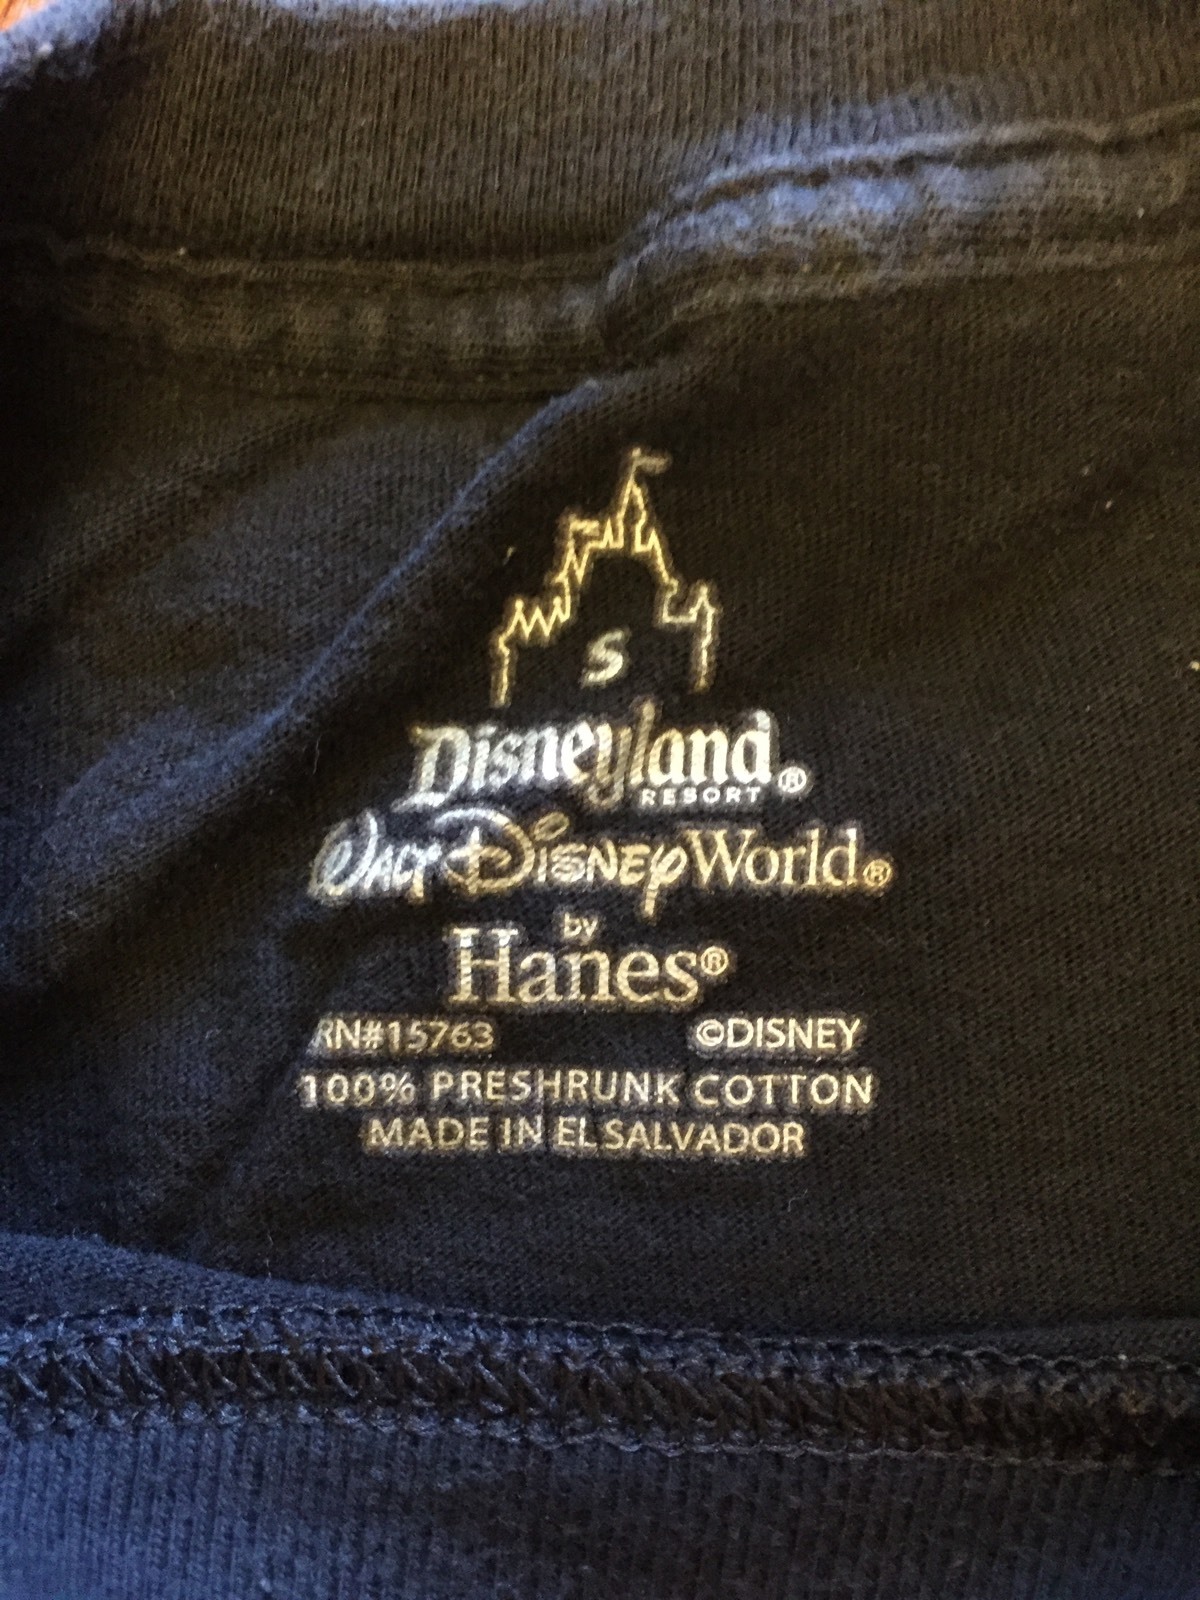 S
Disneyland®
RESORT
Walt Disney World®
by
Hanes®
RN#15763 ©DISNEY
100% PRESHRUNK COTTON
MADE IN EL SALVADOR